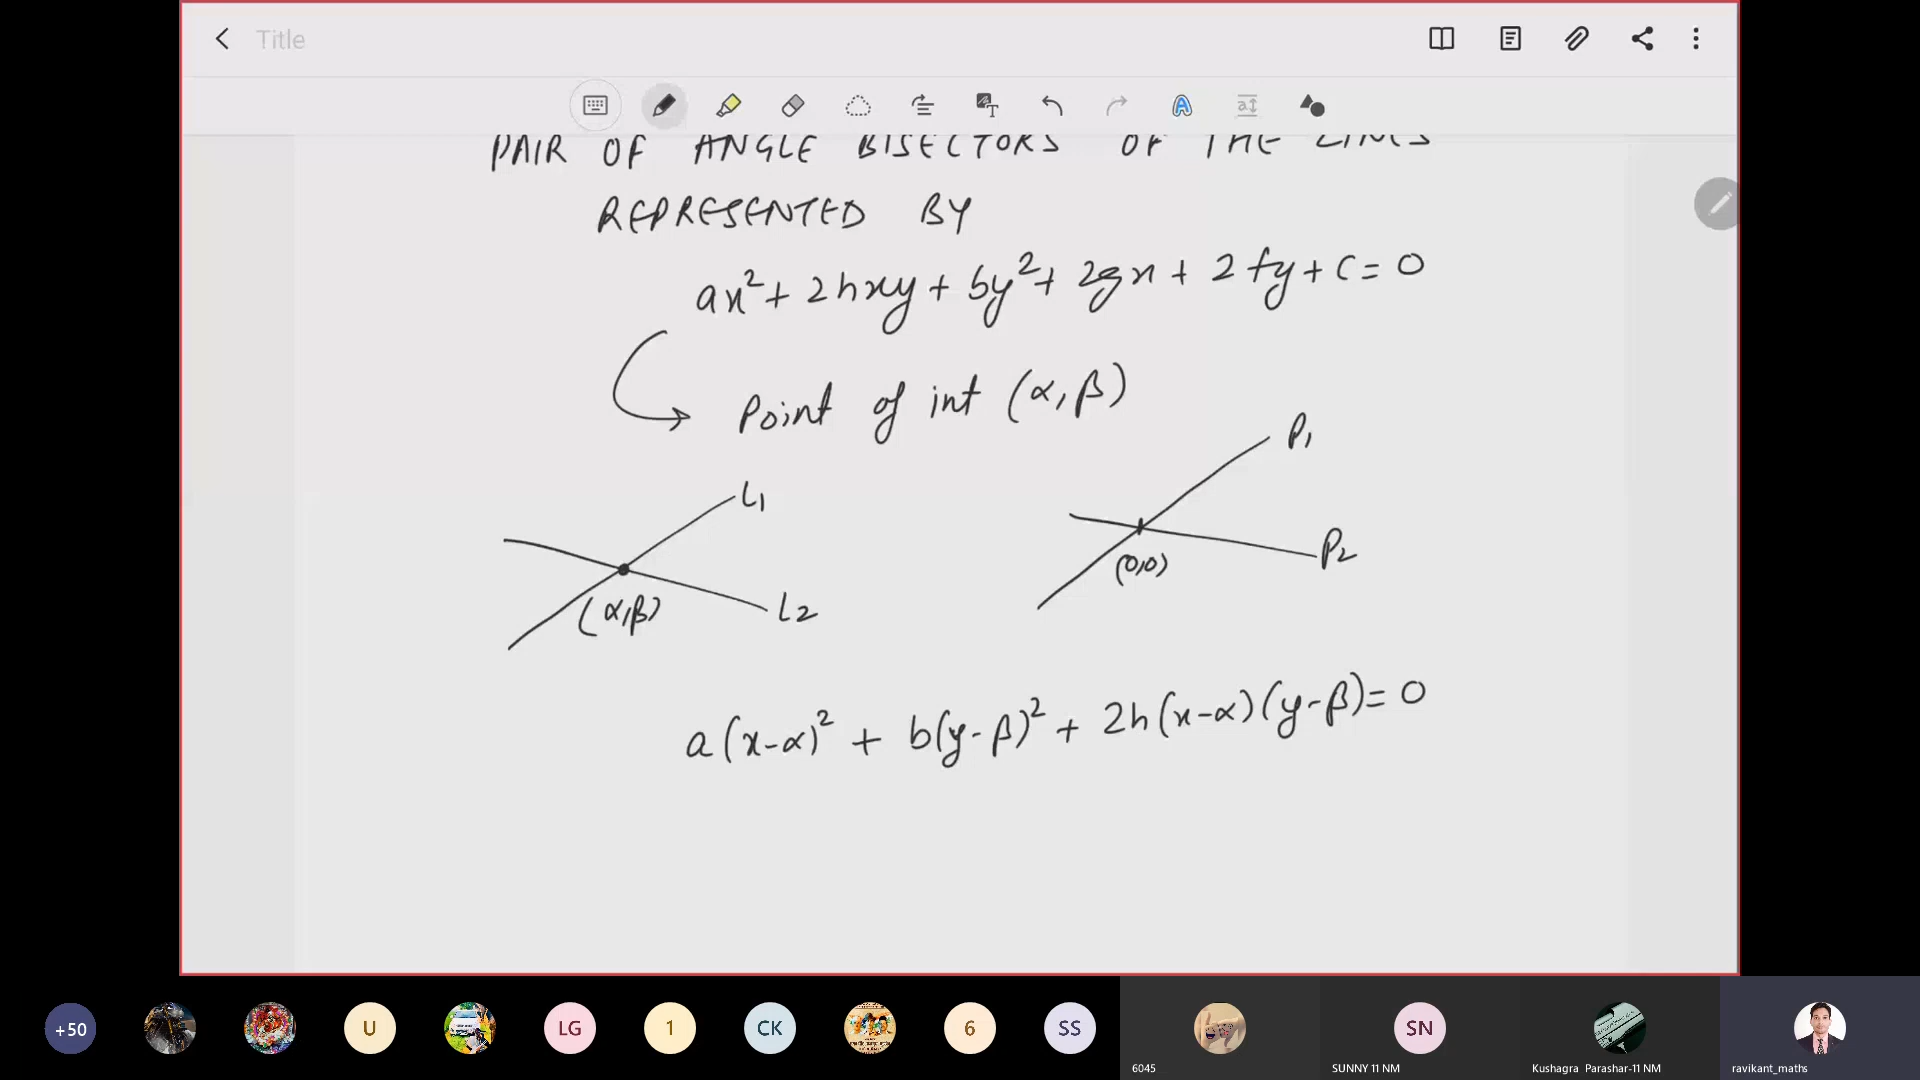 Title
PAIR OF ANGLE BISECTORS OF THE LINES
REPRESENTED BY
ax²+ 2hxy + by²+ 2gx + 2fy + c = 0
Point of int (α, β)
P₁
L₁
P₂
(0,0)
(α, β)
L₂
a(x-α)² + b(y-β)² + 2h(x-α)(y-β) = 0
+50
U
LG
1
CK
6
SS
SN
6045
SUNNY 11 NM
Kushagra Parashar-11 NM
ravikant_maths